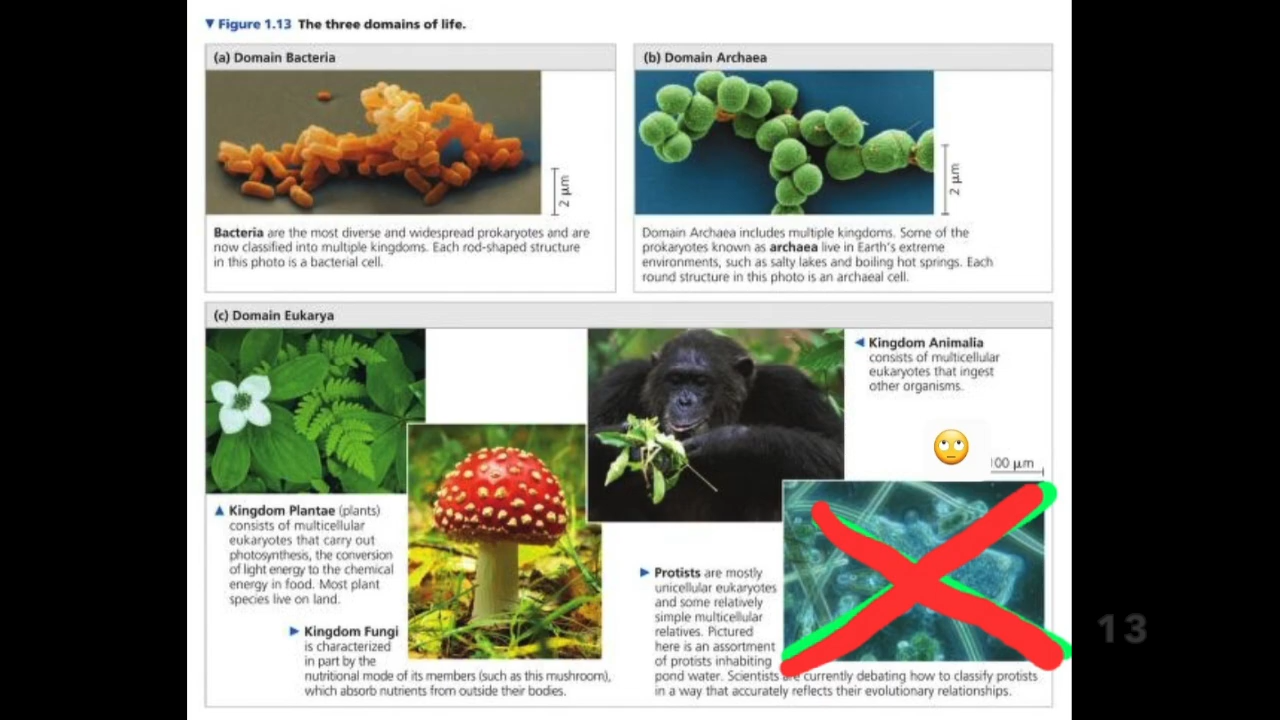 ▼ Figure 1.13 The three domains of life.
(a) Domain Bacteria
2 μm
Bacteria are the most diverse and widespread prokaryotes and are
now classified into multiple kingdoms. Each rod-shaped structure
in this photo is a bacterial cell.
(b) Domain Archaea
2 μm
Domain Archaea includes multiple kingdoms. Some of the
prokaryotes known as archaea live in Earth's extreme
environments, such as salty lakes and boiling hot springs. Each
round structure in this photo is an archaeal cell.
(c) Domain Eukarya
▲ Kingdom Plantae (plants)
consists of multicellular
eukaryotes that carry out
photosynthesis, the conversion
of light energy to the chemical
energy in food. Most plant
species live on land.
► Kingdom Fungi
is characterized
in part by the
nutritional mode of its members (such as this mushroom),
which absorb nutrients from outside their bodies.
◄ Kingdom Animalia
consists of multicellular
eukaryotes that ingest
other organisms.
100 μm
► Protists are mostly
unicellular eukaryotes
and some relatively
simple multicellular
relatives. Pictured
here is an assortment
of protists inhabiting
pond water. Scientists are currently debating how to classify protists
in a way that accurately reflects their evolutionary relationships.
13